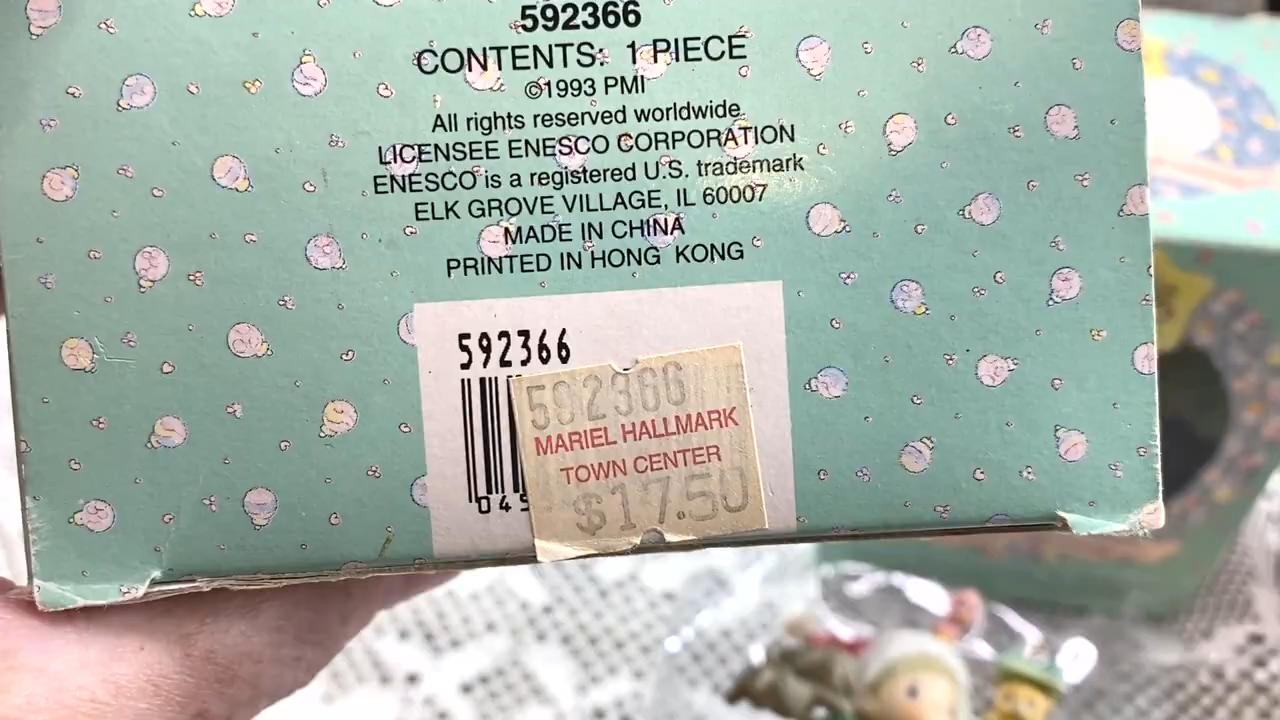 592366
CONTENTS: 1 PIECE
©1993 PMI
All rights reserved worldwide.
LICENSEE ENESCO CORPORATION
ENESCO is a registered U.S. trademark
ELK GROVE VILLAGE, IL 60007
MADE IN CHINA
PRINTED IN HONG KONG
592366
592366
MARIEL HALLMARK
TOWN CENTER
$17.50